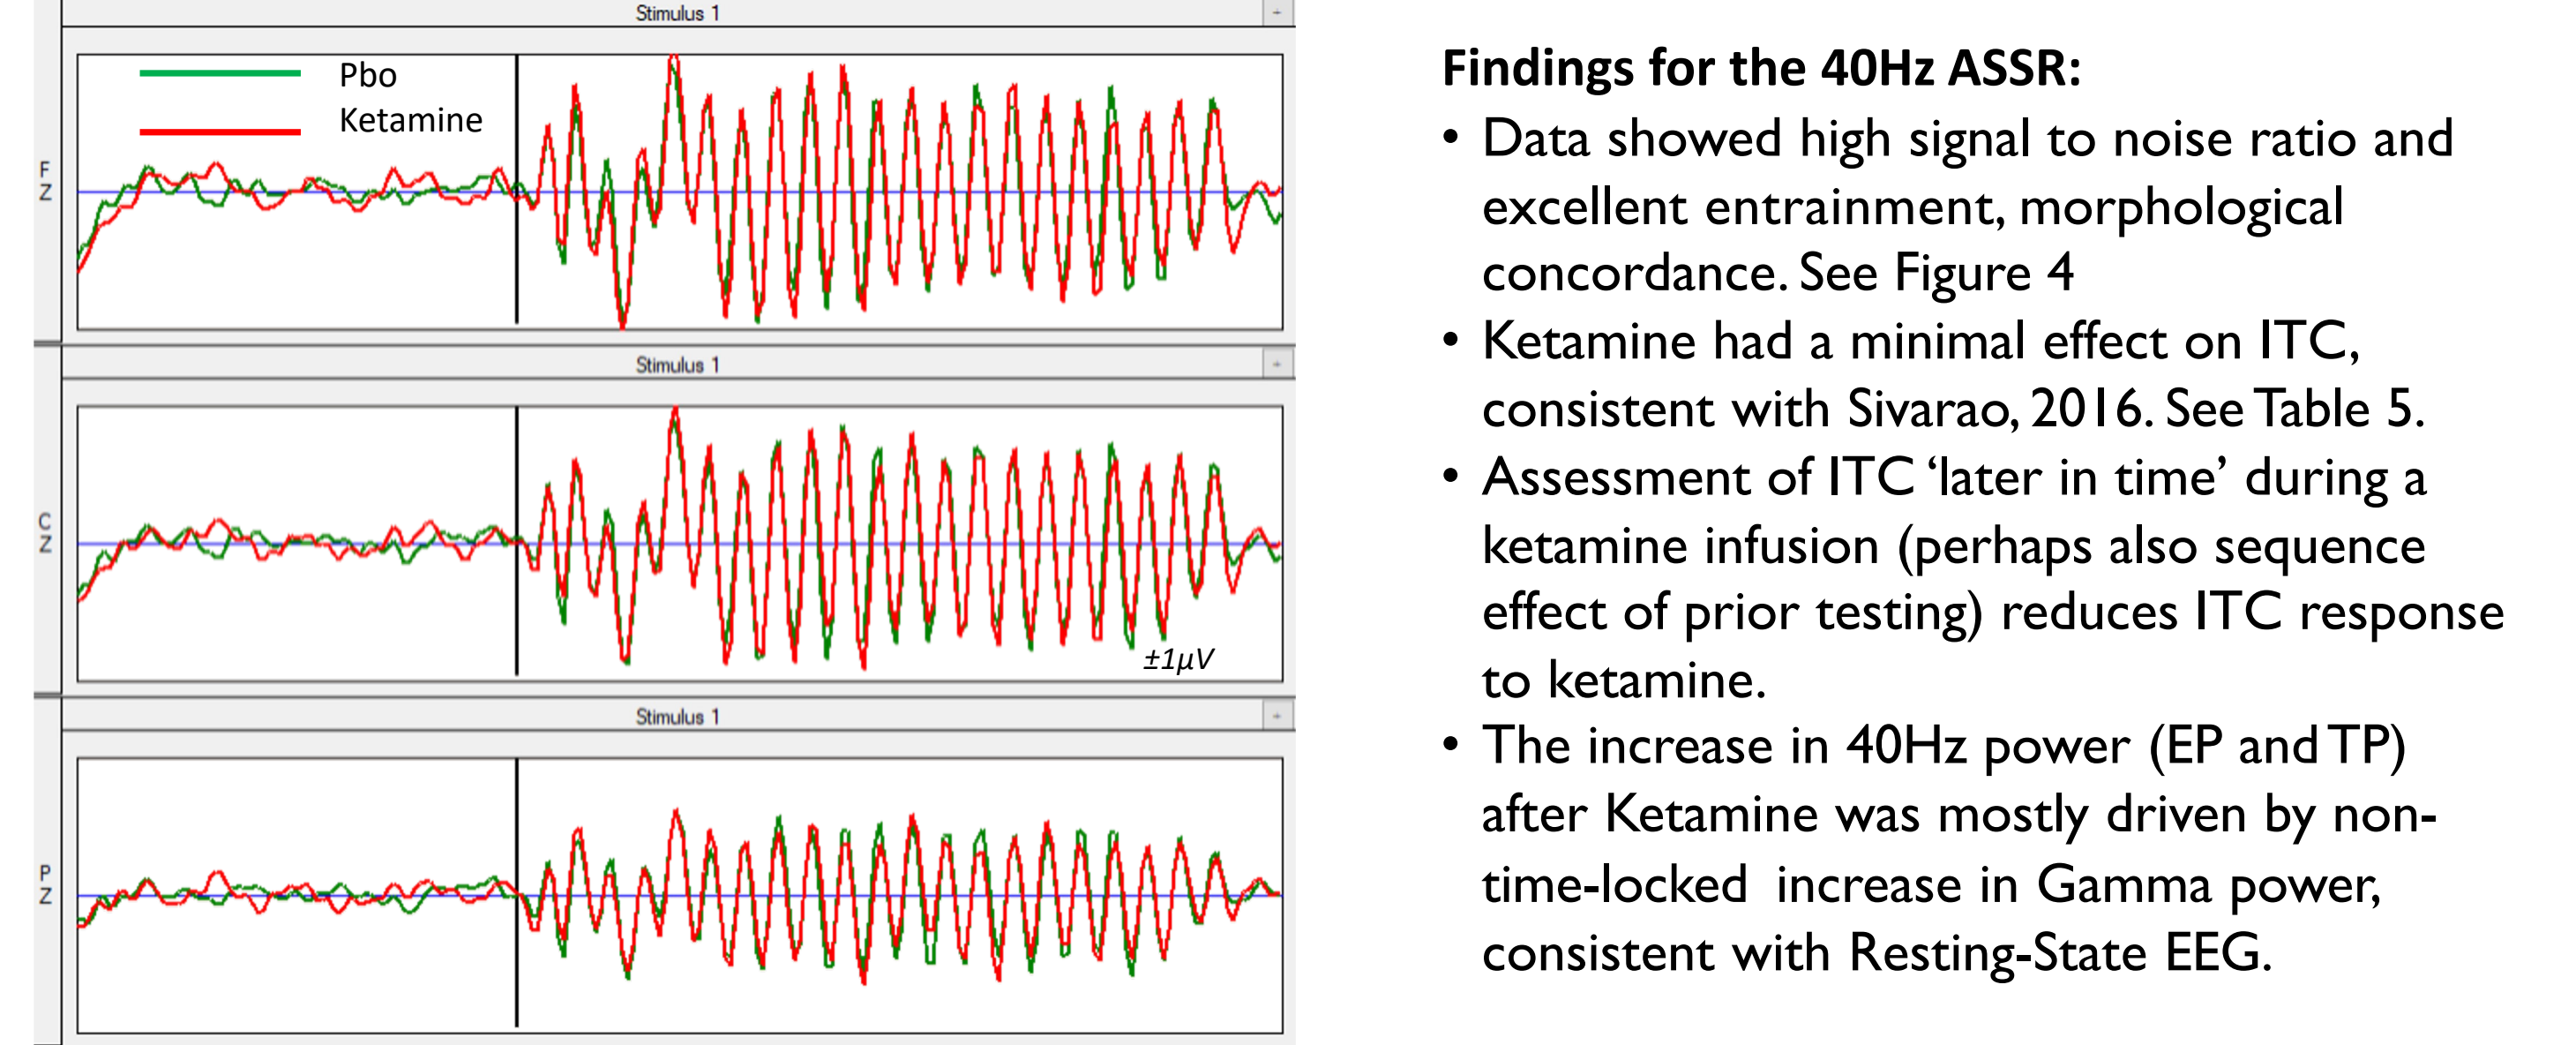 Stimulus 1
Pbo
Ketamine
F
Z
Stimulus 1
C
Z
±1µV
Stimulus 1
P
Z
Findings for the 40Hz ASSR:
• Data showed high signal to noise ratio and
excellent entrainment, morphological
concordance. See Figure 4
• Ketamine had a minimal effect on ITC,
consistent with Sivarao, 2016. See Table 5.
• Assessment of ITC ‘later in time’ during a
ketamine infusion (perhaps also sequence
effect of prior testing) reduces ITC response
to ketamine.
• The increase in 40Hz power (EP and TP)
after Ketamine was mostly driven by non-
time-locked increase in Gamma power,
consistent with Resting-State EEG.